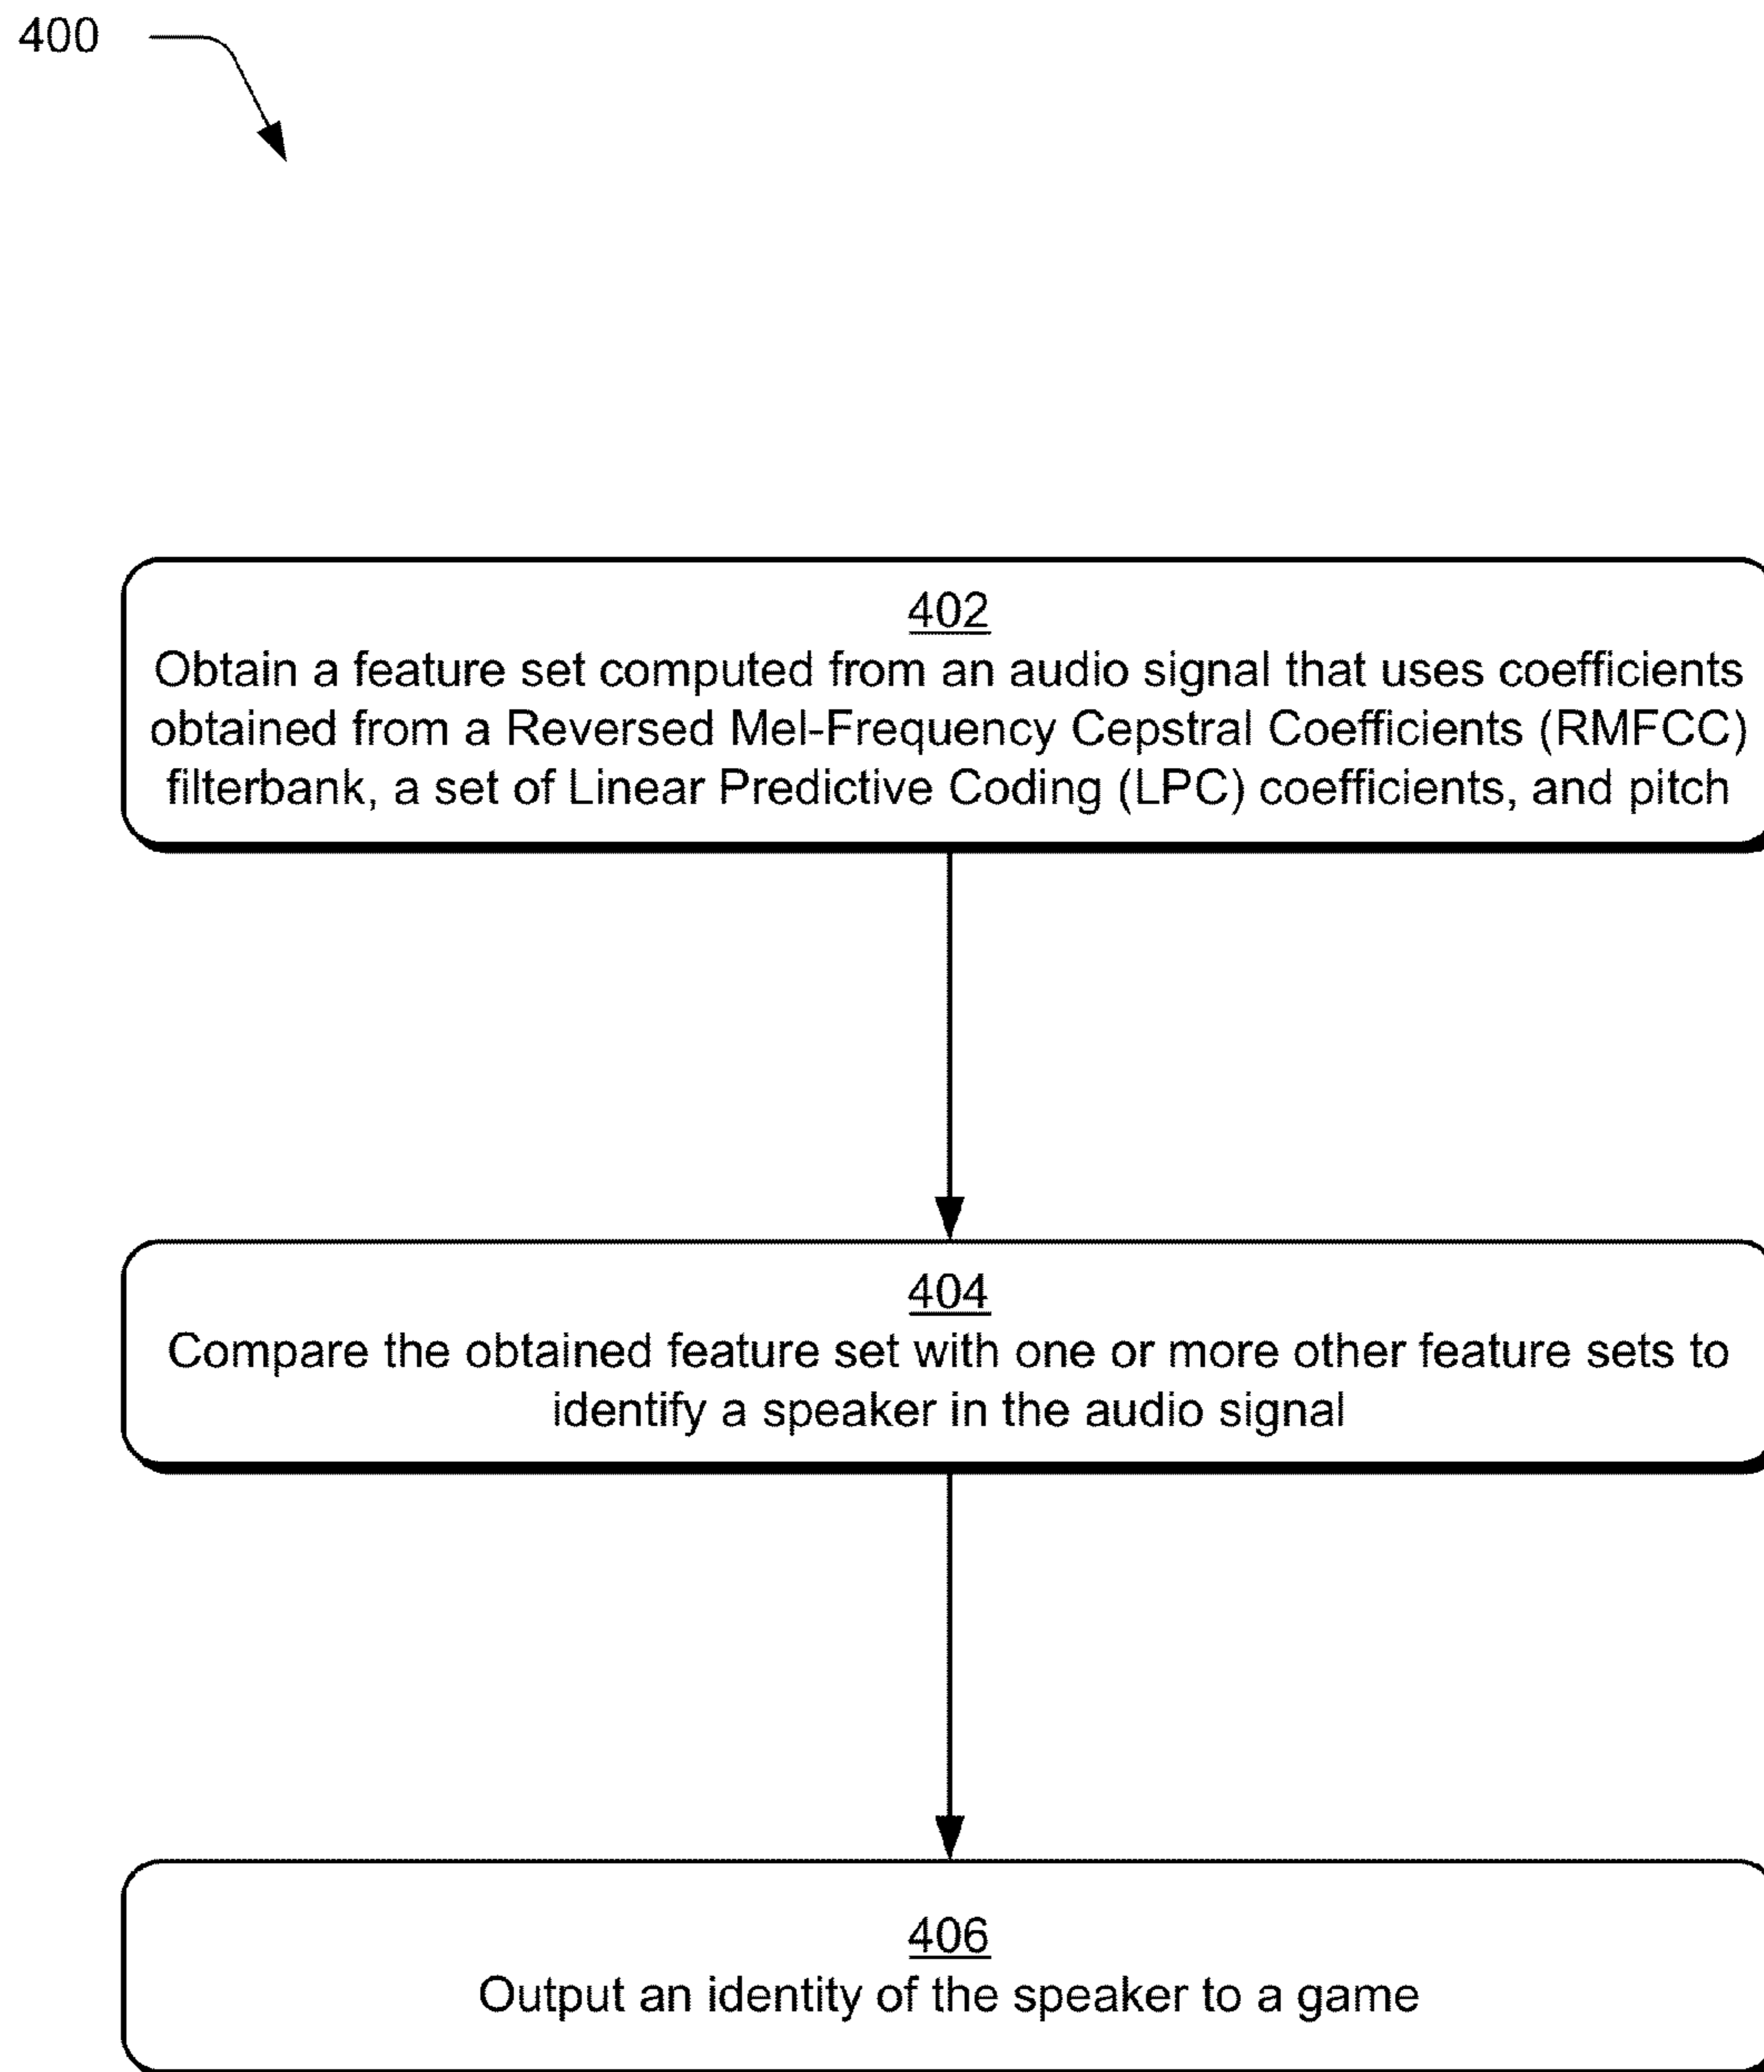 400
402
Obtain a feature set computed from an audio signal that uses coefficients
obtained from a Reversed Mel-Frequency Cepstral Coefficients (RMFCC)
filterbank, a set of Linear Predictive Coding (LPC) coefficients, and pitch
404
Compare the obtained feature set with one or more other feature sets to
identify a speaker in the audio signal
406
Output an identity of the speaker to a game